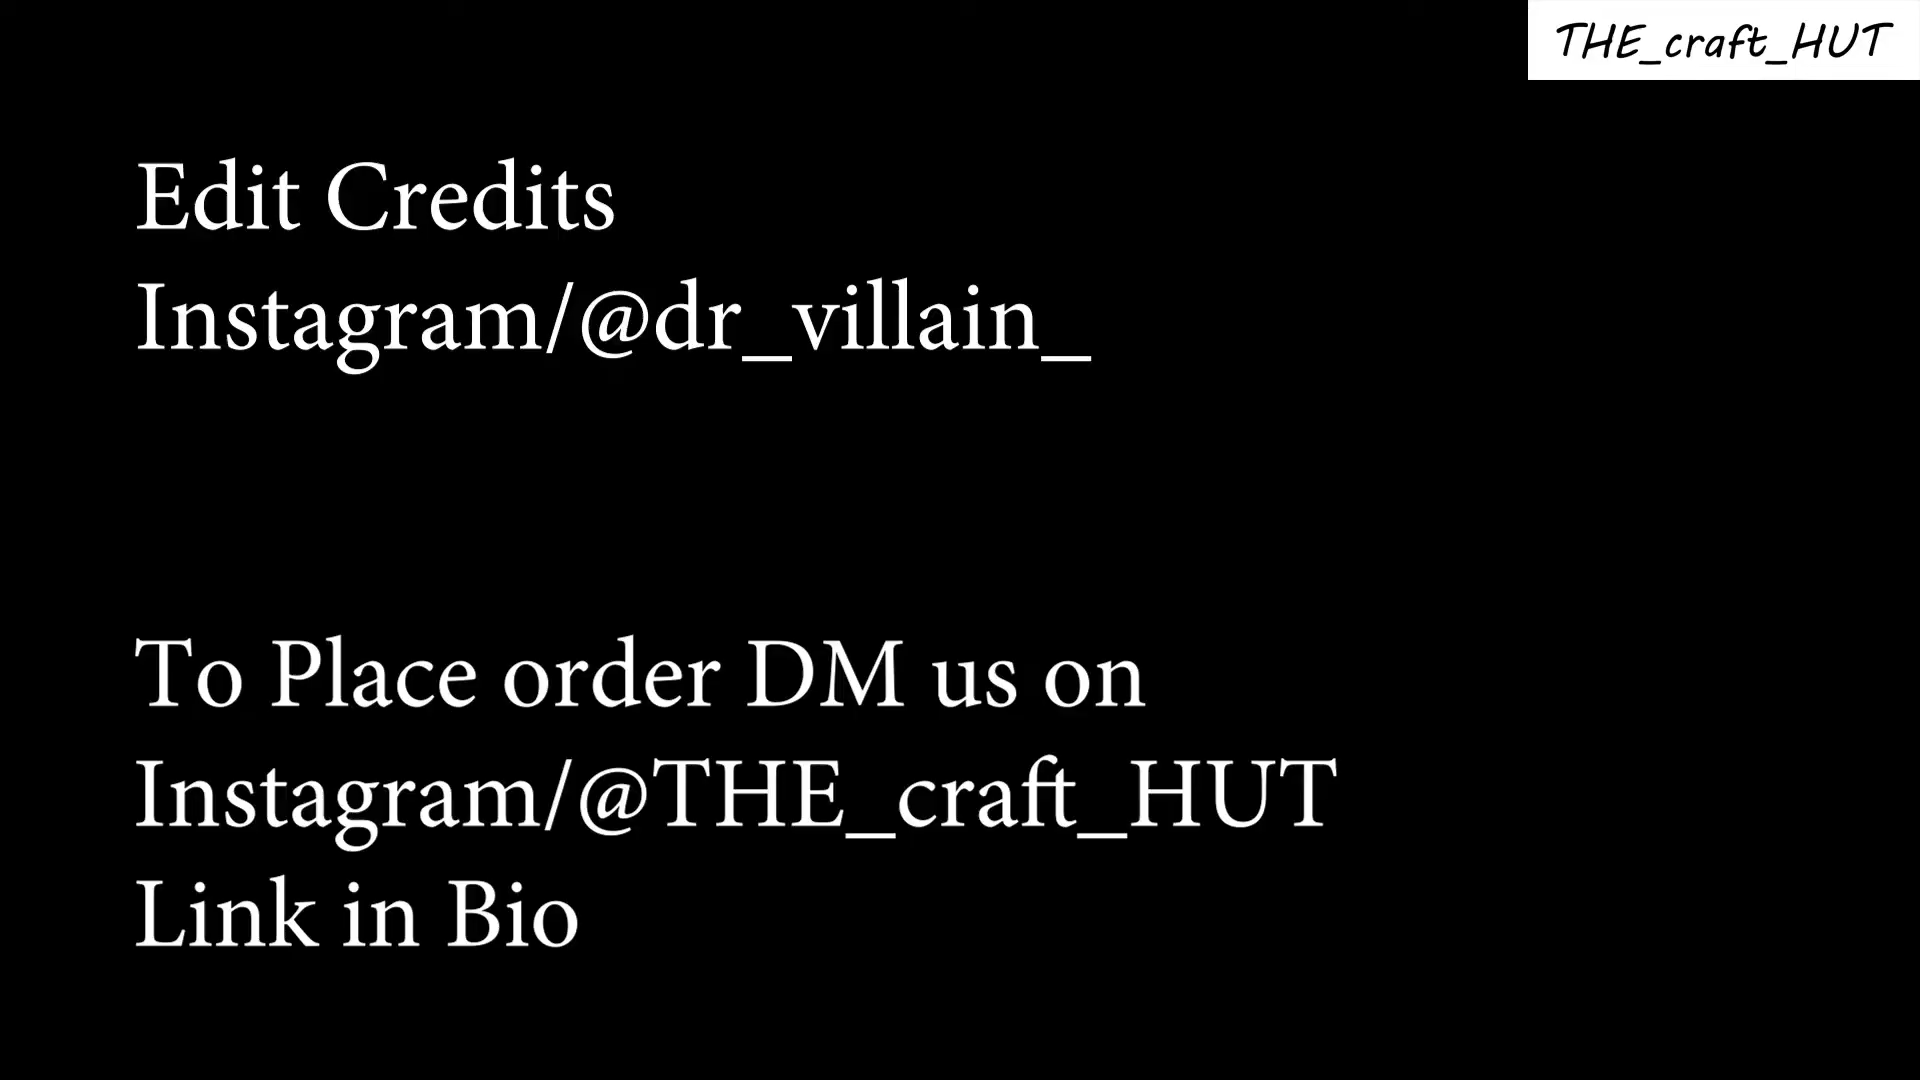 THE_craft_HUT
Edit Credits
Instagram/@dr_villain_
To Place order DM us on
Instagram/@THE_craft_HUT
Link in Bio